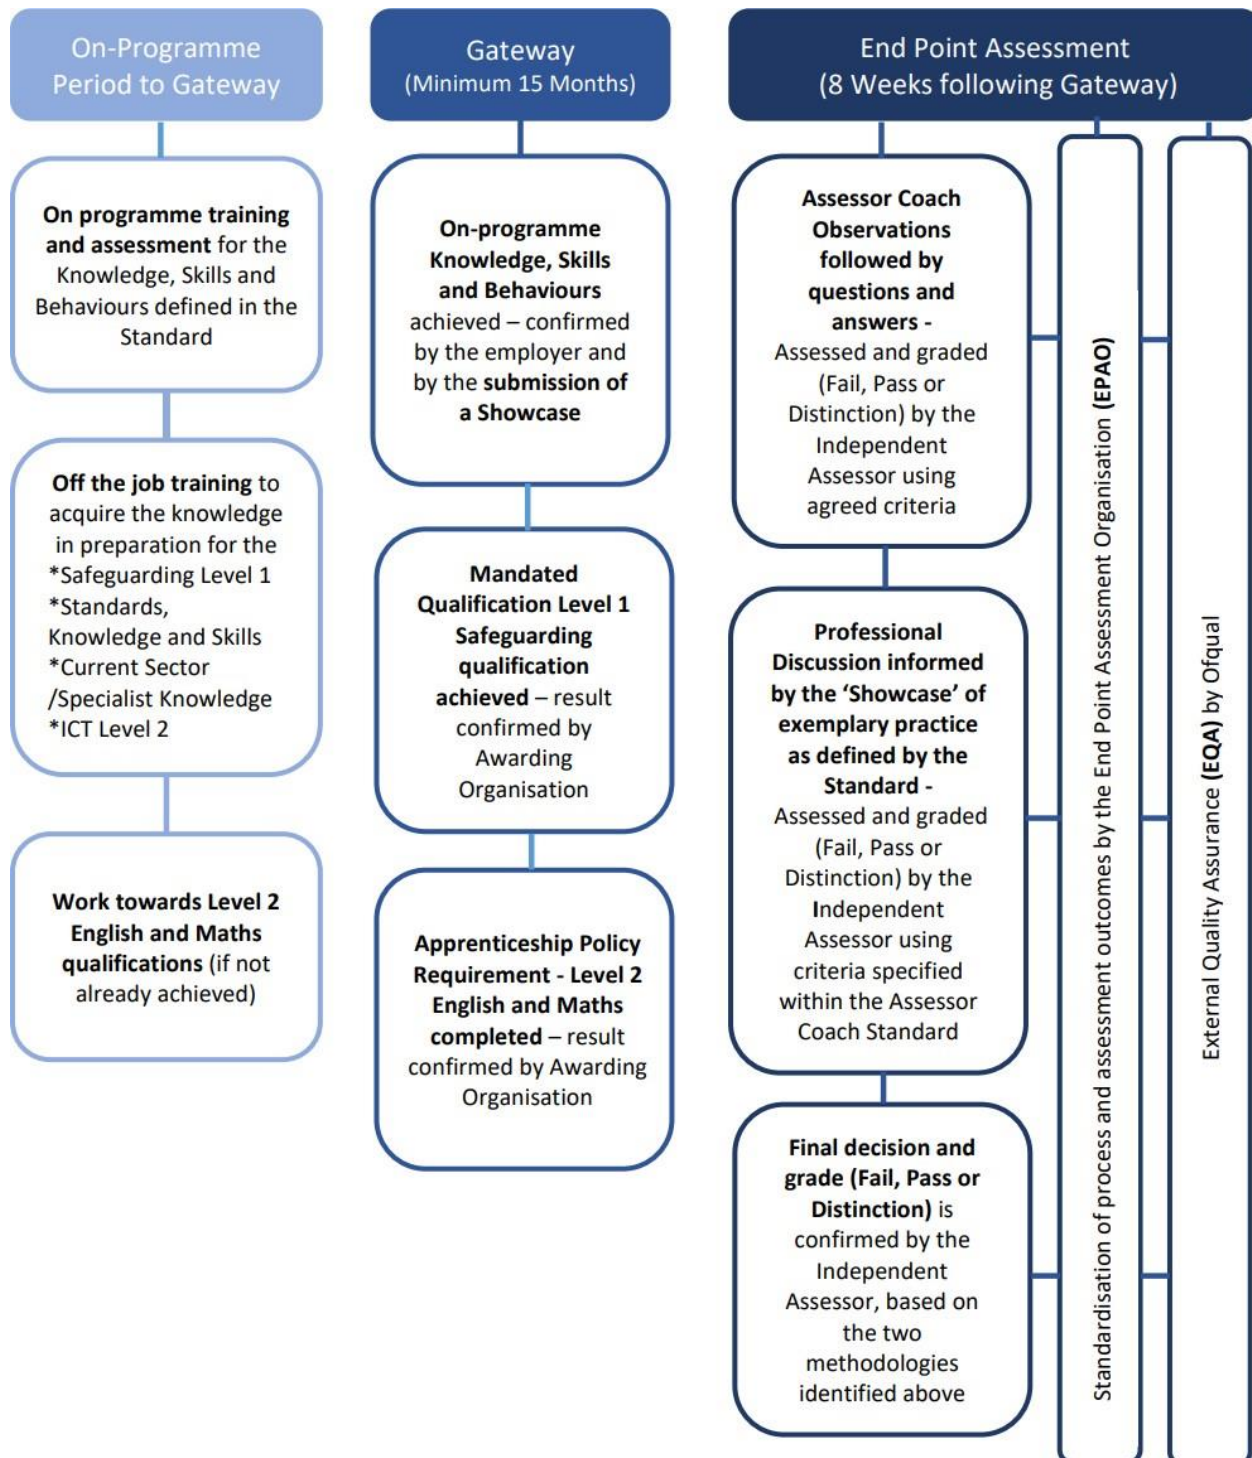 On-Programme
Period to Gateway
On programme training
and assessment for the
Knowledge, Skills and
Behaviours defined in the
Standard
Off the job training to
acquire the knowledge
in preparation for the
*Safeguarding Level 1
*Standards,
Knowledge and Skills
*Current Sector
/Specialist Knowledge
*ICT Level 2
Work towards Level 2
English and Maths
qualifications (if not
already achieved)
Gateway
(Minimum 15 Months)
On-programme
Knowledge, Skills
and Behaviours
achieved – confirmed
by the employer and
by the submission of
a Showcase
Mandated
Qualification Level 1
Safeguarding
qualification
achieved – result
confirmed by
Awarding
Organisation
Apprenticeship Policy
Requirement - Level 2
English and Maths
completed – result
confirmed by Awarding
Organisation
End Point Assessment
(8 Weeks following Gateway)
Assessor Coach
Observations
followed by
questions and
answers -
Assessed and graded
(Fail, Pass or
Distinction) by the
Independent
Assessor using
agreed criteria
Professional
Discussion informed
by the ‘Showcase’ of
exemplary practice
as defined by the
Standard -
Assessed and graded
(Fail, Pass or
Distinction) by the
Independent
Assessor using
criteria specified
within the Assessor
Coach Standard
Final decision and
grade (Fail, Pass or
Distinction) is
confirmed by the
Independent
Assessor, based on
the two
methodologies
identified above
Standardisation of process and assessment outcomes by the End Point Assessment Organisation (EPAO)
External Quality Assurance (EQA) by Ofqual